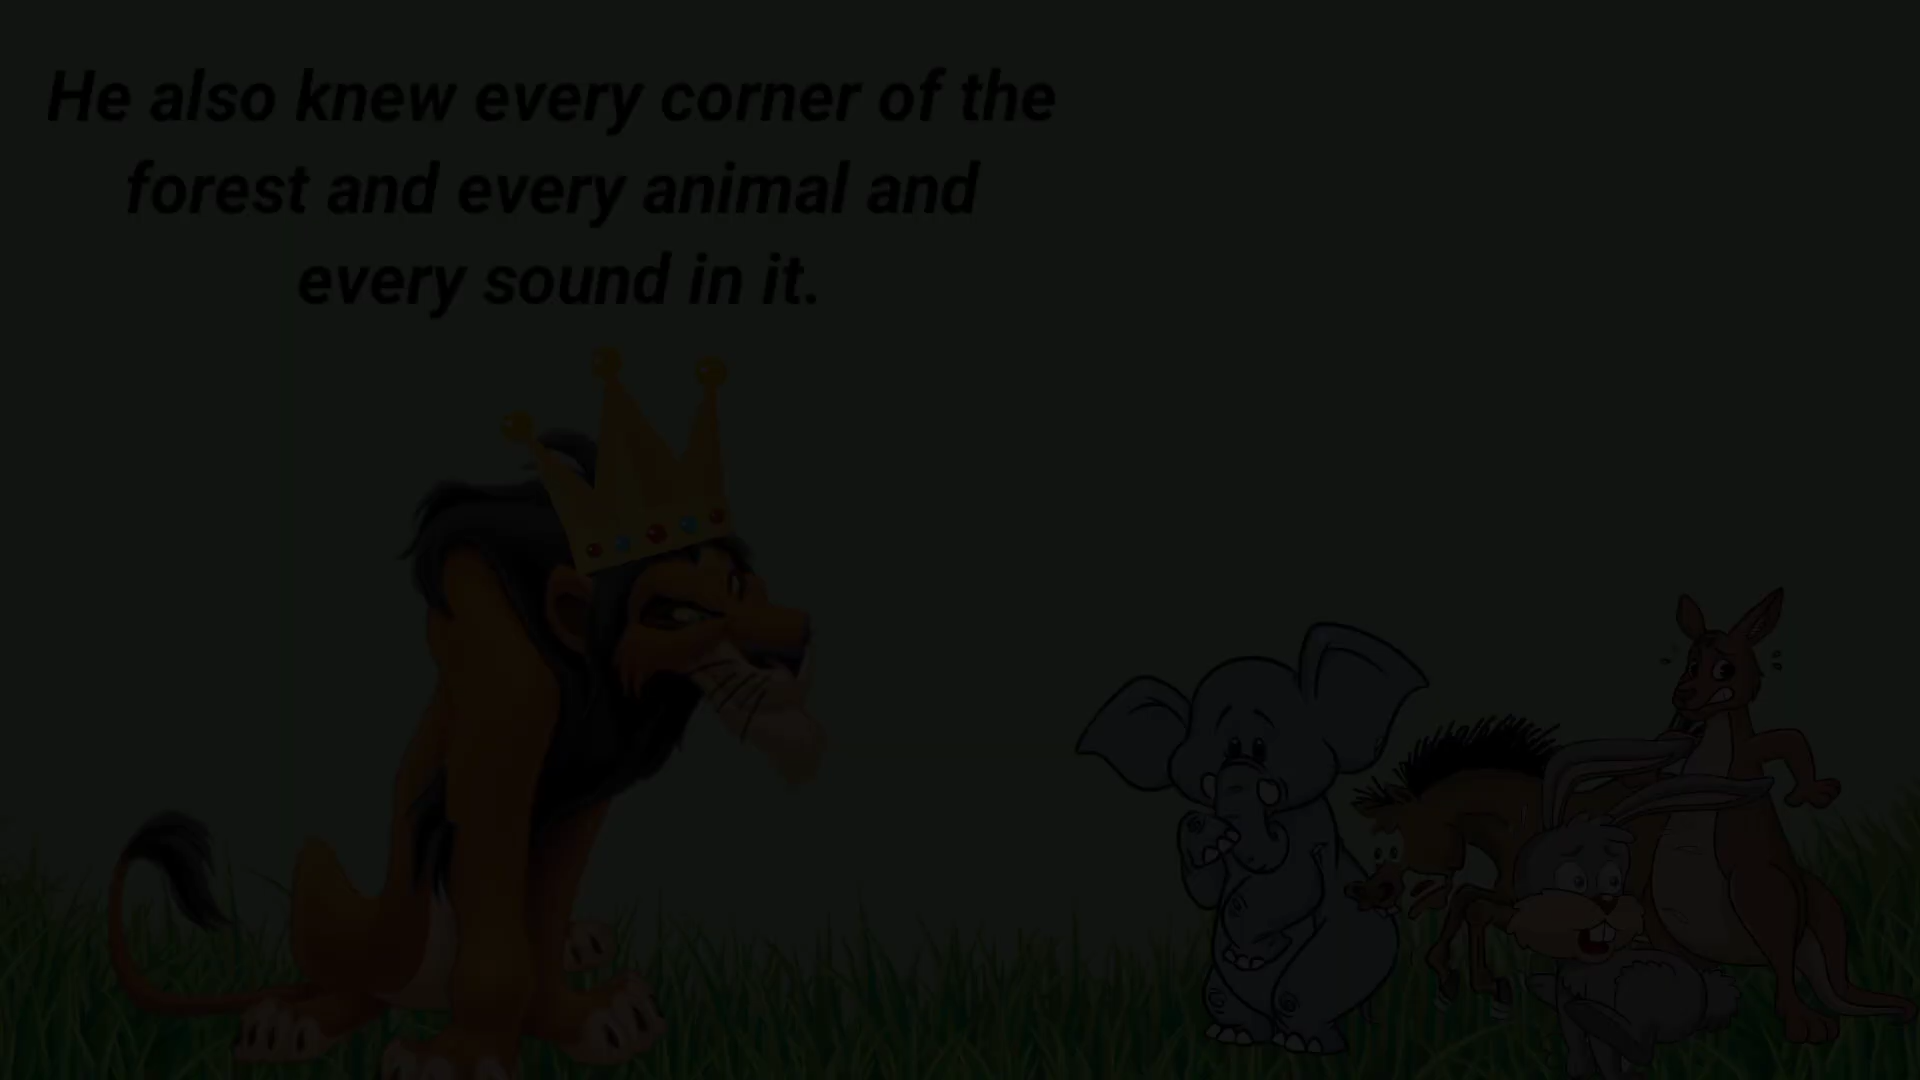 He also knew every corner of the
forest and every animal and
every sound in it.